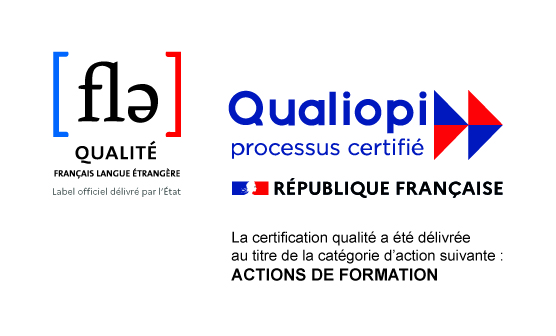 [flə]
QUALITÉ
FRANÇAIS LANGUE ÉTRANGÈRE
Label officiel délivré par l'État
Qualiopi
processus certifié
RÉPUBLIQUE FRANÇAISE
La certification qualité a été délivrée
au titre de la catégorie d'action suivante :
ACTIONS DE FORMATION